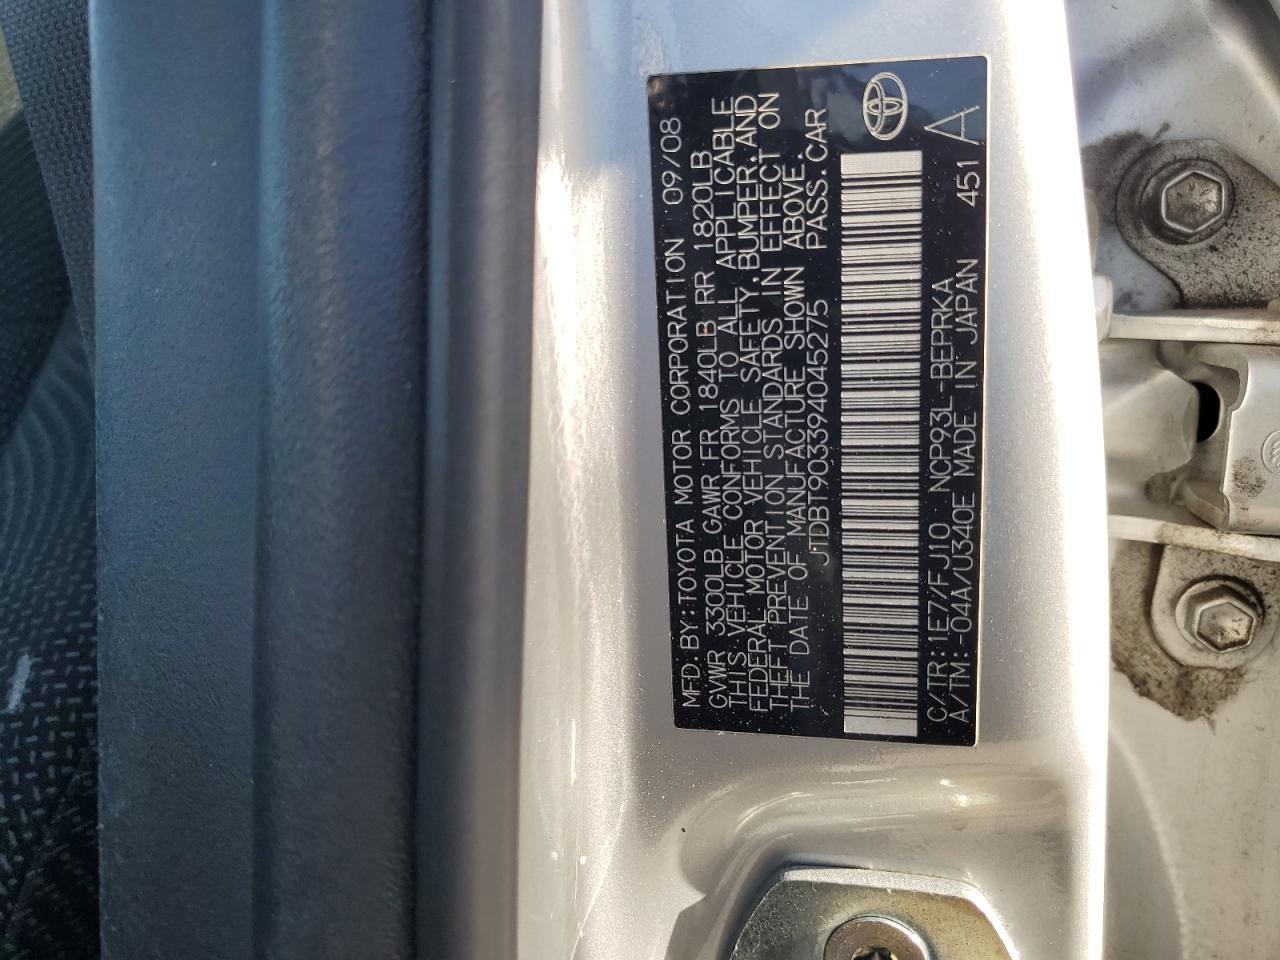 MFD. BY: TOYOTA MOTOR CORPORATION 09/08
GVWR 3300LB GAWR FR 1840LB RR 1820LB
THIS VEHICLE CONFORMS TO ALL APPLICABLE
FEDERAL MOTOR VEHICLE SAFETY, BUMPER, AND
THEFT PREVENTION STANDARDS IN EFFECT ON
THE DATE OF MANUFACTURE SHOWN ABOVE.
JTDBT903394045275 PASS. CAR
C/TR: 1E7/FJ10 NCP93L-BEPRKA 451 A
A/TM: -04A/U340E MADE IN JAPAN